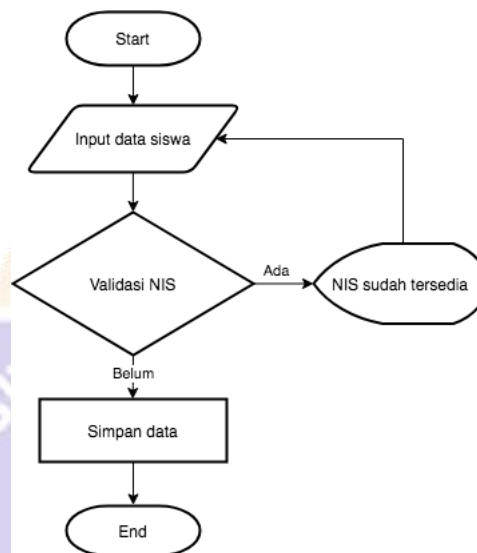 Start
Input data siswa
Validasi NIS
Ada
NIS sudah tersedia
Belum
Simpan data
End